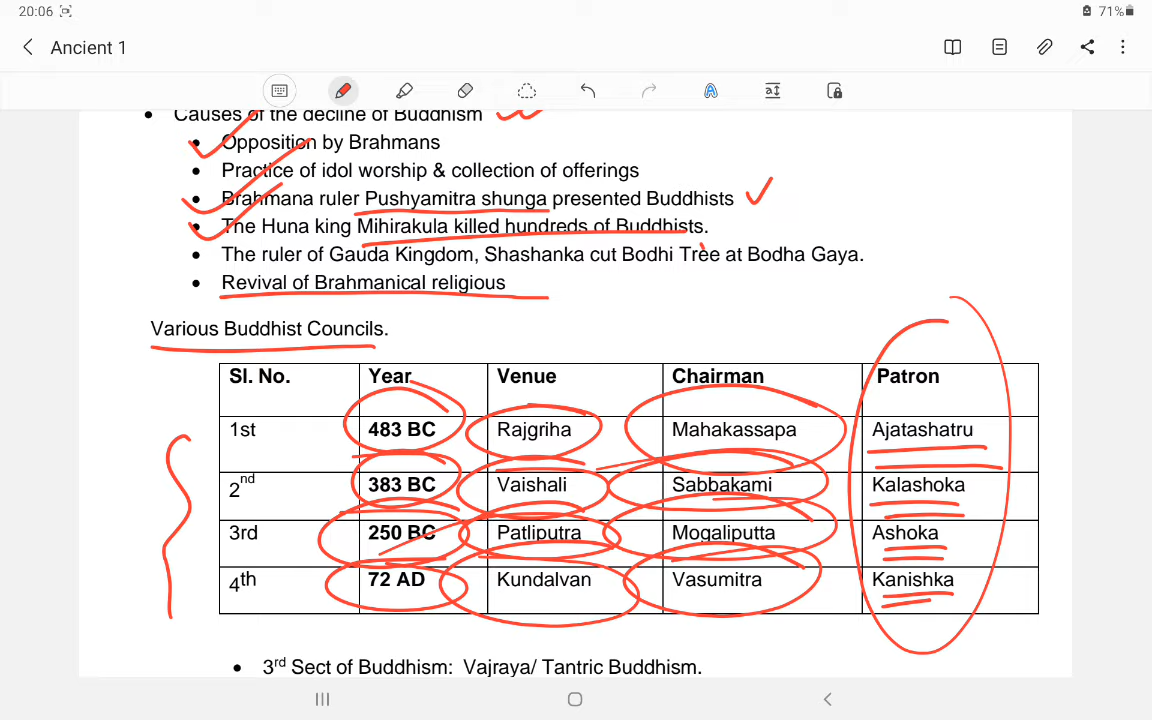 20:06 71%
Ancient 1
Causes of the decline of Buddhism
Opposition by Brahmans
Practice of idol worship & collection of offerings
Brahmana ruler Pushyamitra shunga presented Buddhists
The Huna king Mihirakula killed hundreds of Buddhists.
The ruler of Gauda Kingdom, Shashanka cut Bodhi Tree at Bodha Gaya.
Revival of Brahmanical religious
Various Buddhist Councils.
Sl. No. Year Venue Chairman Patron
1st 483 BC Rajgriha Mahakassapa Ajatashatru
2nd 383 BC Vaishali Sabbakami Kalashoka
3rd 250 BC Patliputra Mogaliputta Ashoka
4th 72 AD Kundalvan Vasumitra Kanishka
3rd Sect of Buddhism: Vajraya/ Tantric Buddhism.